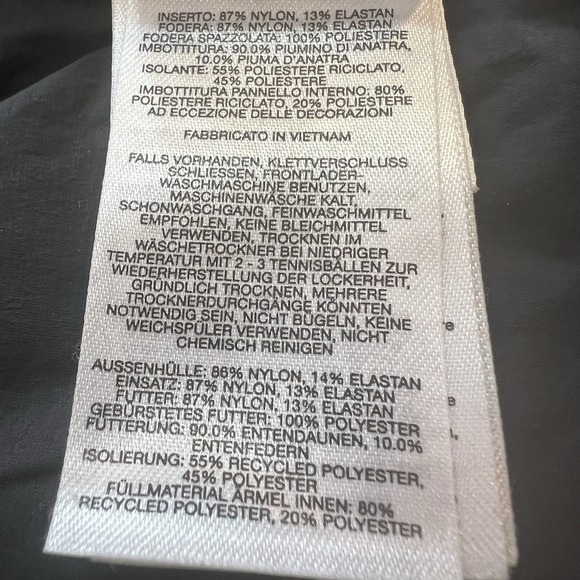 INSERTO: 87% NYLON, 13% ELASTAN
FODERA: 87% NYLON, 13% ELASTAN
FODERA SPAZZOLATA: 100% POLIESTERE
IMBOTTITURA: 90.0% PIUMINO DI ANATRA,
10.0% PIUMA D'ANATRA
ISOLANTE: 55% POLIESTERE RICICLATO,
45% POLIESTERE
IMBOTTITURA PANNELLO INTERNO: 80%
POLIESTERE RICICLATO, 20% POLIESTERE
AD ECCEZIONE DELLE DECORAZIONI
FABBRICATO IN VIETNAM
FALLS VORHANDEN, KLETTVERSCHLUSS
SCHLIESSEN, FRONTLADER-
WASCHMASCHINE BENUTZEN,
MASCHINENWÄSCHE KALT,
SCHONWASCHGANG, FEINWASCHMITTEL
EMPFOHLEN, KEINE BLEICHMITTEL
VERWENDEN, TROCKNEN IM
WÄSCHETROCKNER BEI NIEDRIGER
TEMPERATUR MIT 2 - 3 TENNISBÄLLEN ZUR
WIEDERHERSTELLUNG DER LOCKERHEIT,
GRÜNDLICH TROCKNEN, MEHRERE
TROCKNERDURCHGÄNGE KÖNNTEN
NOTWENDIG SEIN, NICHT BÜGELN, KEINE
WEICHSPÜLER VERWENDEN, NICHT
CHEMISCH REINIGEN
AUSSENHÜLLE: 86% NYLON, 14% ELASTAN
EINSATZ: 87% NYLON, 13% ELASTAN
FUTTER: 87% NYLON, 13% ELASTAN
GEBÜRSTETES FUTTER: 100% POLYESTER
FÜTTERUNG: 90.0% ENTENDAUNEN, 10.0%
ENTENFEDERN
ISOLIERUNG: 55% RECYCLED POLYESTER,
45% POLYESTER
FÜLLMATERIAL ÄRMEL INNEN: 80%
RECYCLED POLYESTER, 20% POLYESTER